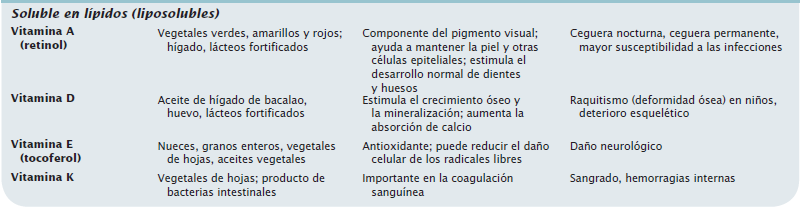 Soluble en lípidos (liposolubles)
Vitamina A
(retinol)
Vegetales verdes, amarillos y rojos;
hígado, lácteos fortificados
Componente del pigmento visual;
ayuda a mantener la piel y otras
células epiteliales; estimula el
desarrollo normal de dientes
y huesos
Ceguera nocturna, ceguera permanente,
mayor susceptibilidad a las infecciones
Vitamina D
Aceite de hígado de bacalao,
huevo, lácteos fortificados
Estimula el crecimiento óseo y
la mineralización; aumenta la
absorción de calcio
Raquitismo (deformidad ósea) en niños,
deterioro esquelético
Vitamina E
(tocoferol)
Nueces, granos enteros, vegetales
de hojas, aceites vegetales
Antioxidante; puede reducir el daño
celular de los radicales libres
Daño neurológico
Vitamina K
Vegetales de hojas; producto de
bacterias intestinales
Importante en la coagulación
sanguínea
Sangrado, hemorragias internas